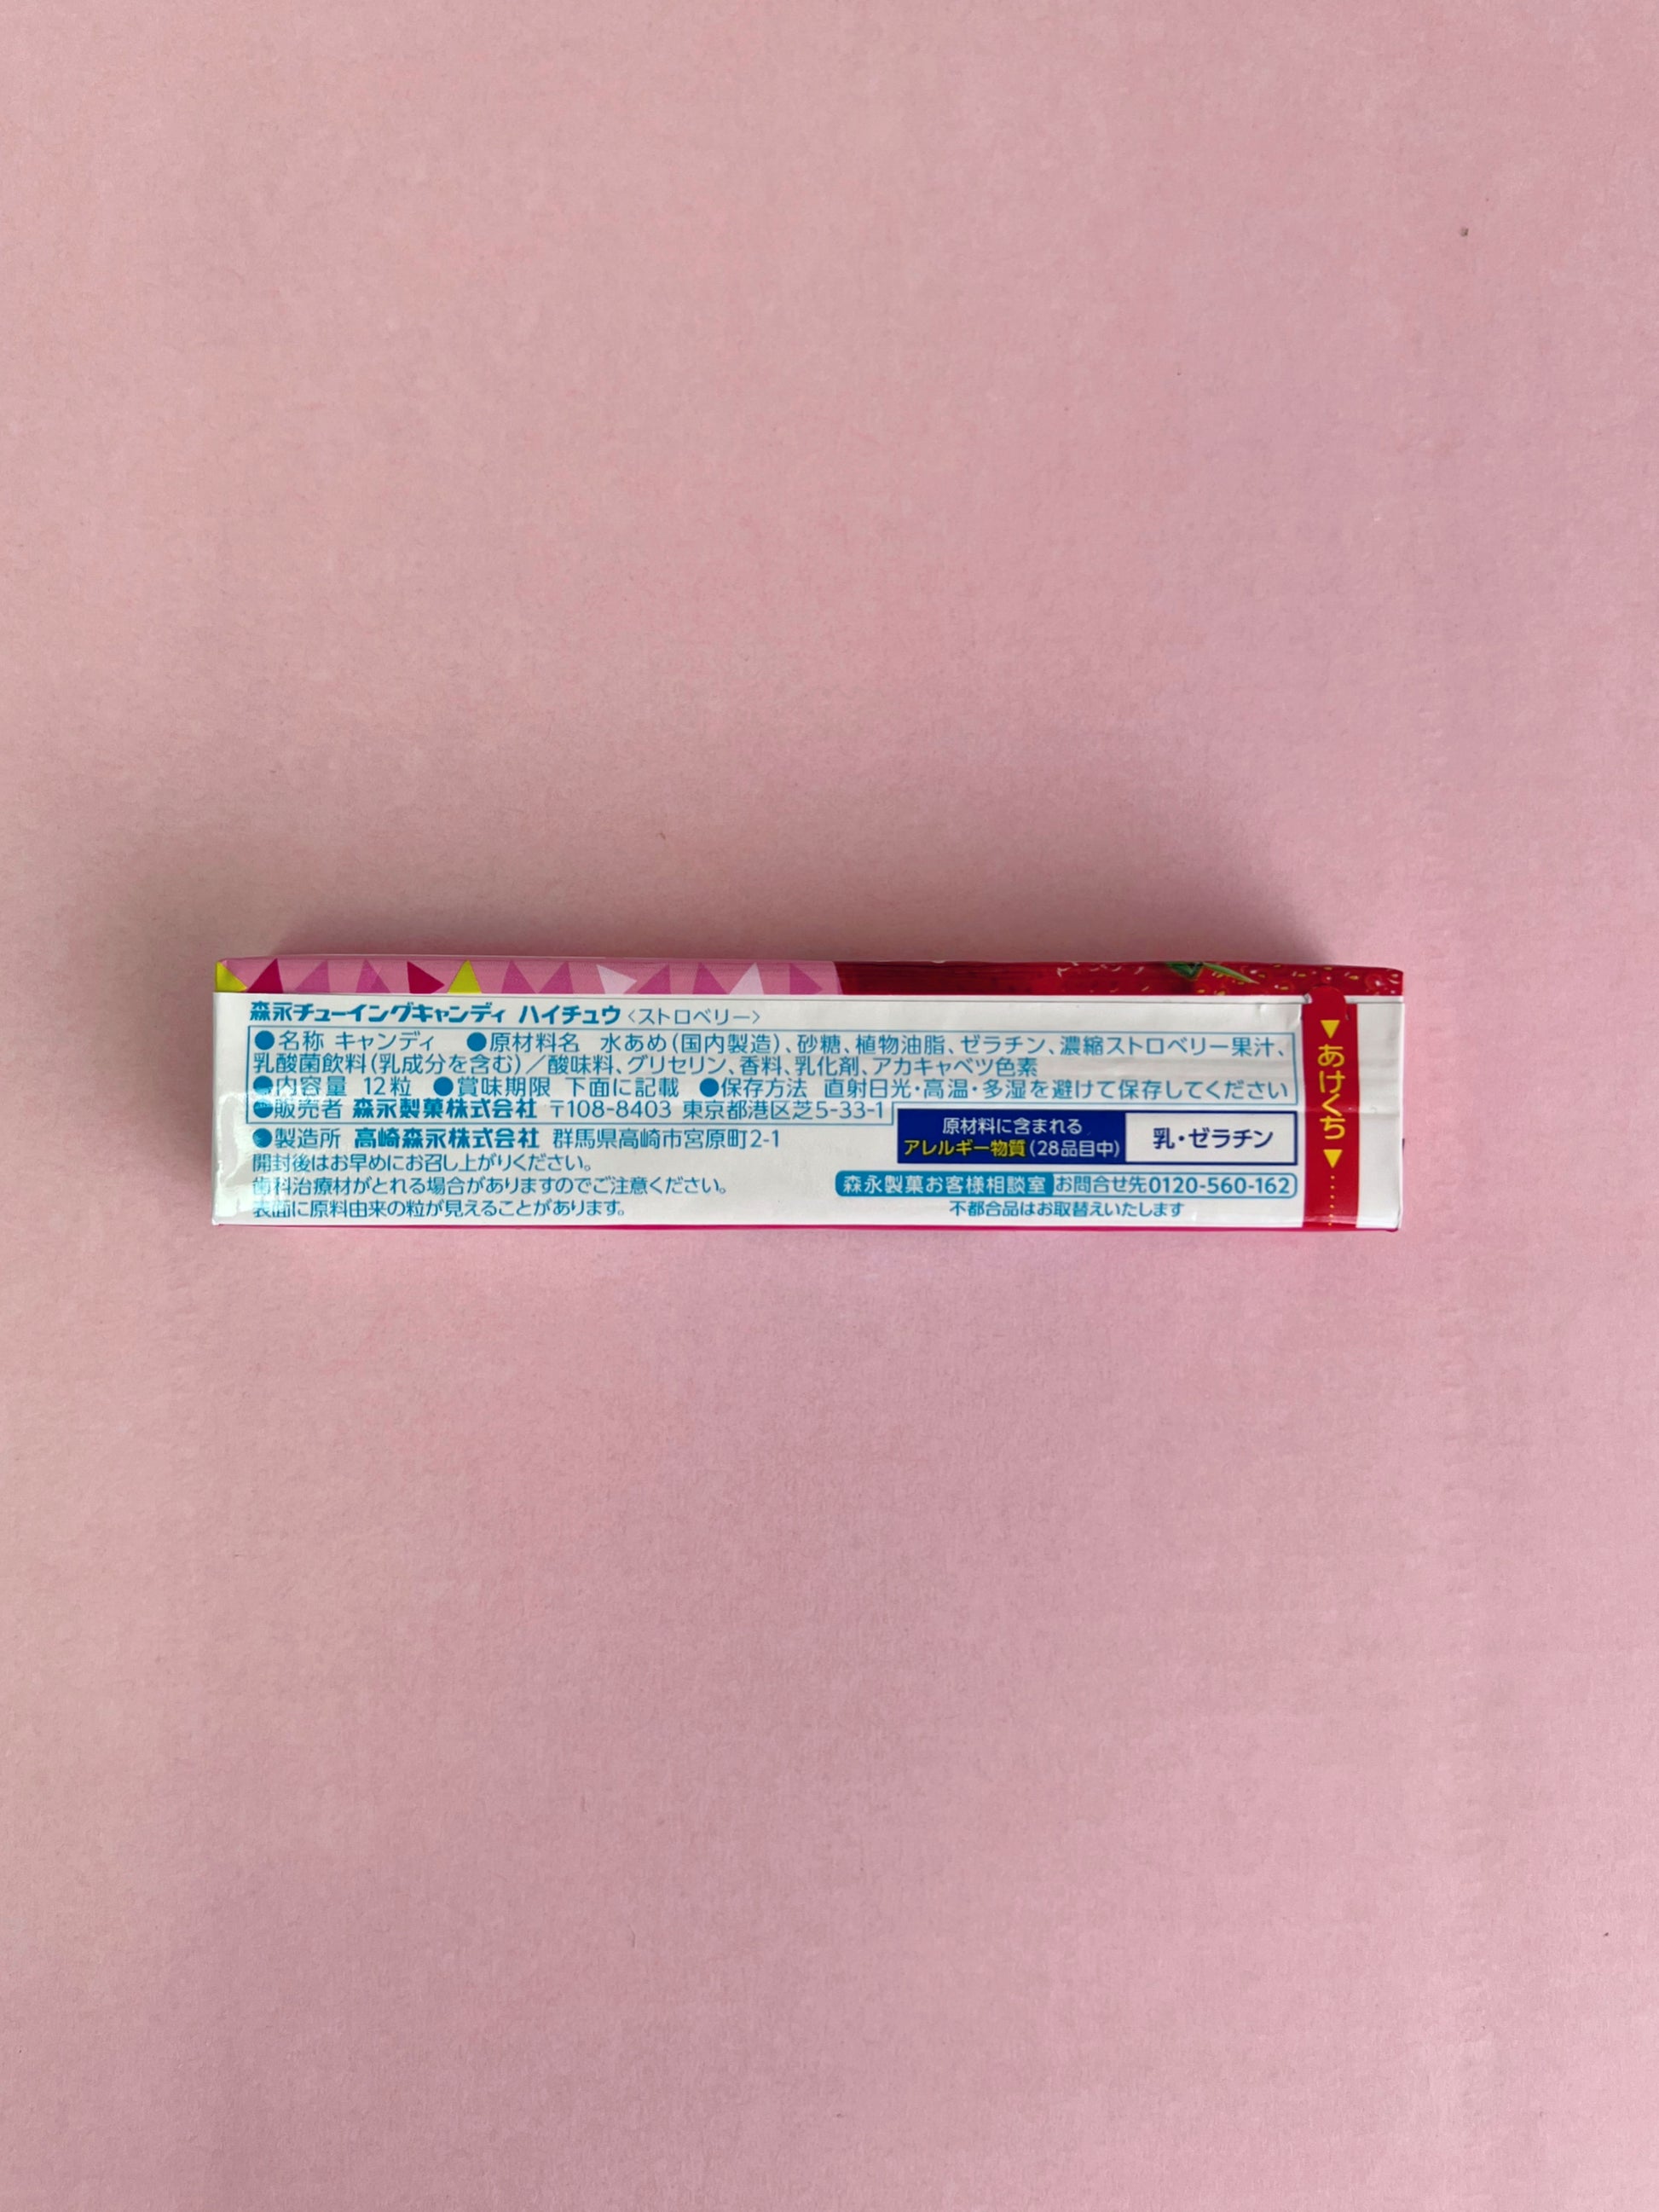 森永チューイングキャンディ ハイチュウ〈ストロベリー〉
●名称 キャンディ ●原材料名 水あめ(国内製造)、砂糖、植物油脂、ゼラチン、濃縮ストロベリー果汁、
乳酸菌飲料(乳成分を含む)／酸味料、グリセリン、香料、乳化剤、アカキャベツ色素
●内容量 12粒 ●賞味期限 下面に記載 ●保存方法 直射日光・高温・多湿を避けて保存してください
●販売者 森永製菓株式会社 〒108-8403 東京都港区芝5-33-1
●製造所 高崎森永株式会社 群馬県高崎市宮原町2-1
開封後はお早めにお召し上がりください。
歯科治療材がとれる場合がありますのでご注意ください。
表面に原料由来の粒が見えることがあります。
原材料に含まれる
アレルギー物質(28品目中)
乳・ゼラチン
森永製菓お客様相談室 お問合せ先0120-560-162
不都合品はお取替えいたします
▼あけくち▼